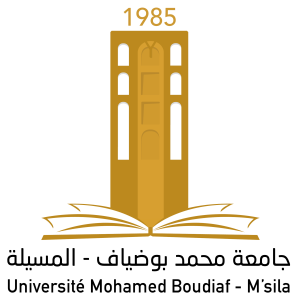 1985
جامعة محمد بوضياف - المسيلة
Université Mohamed Boudiaf - M'sila